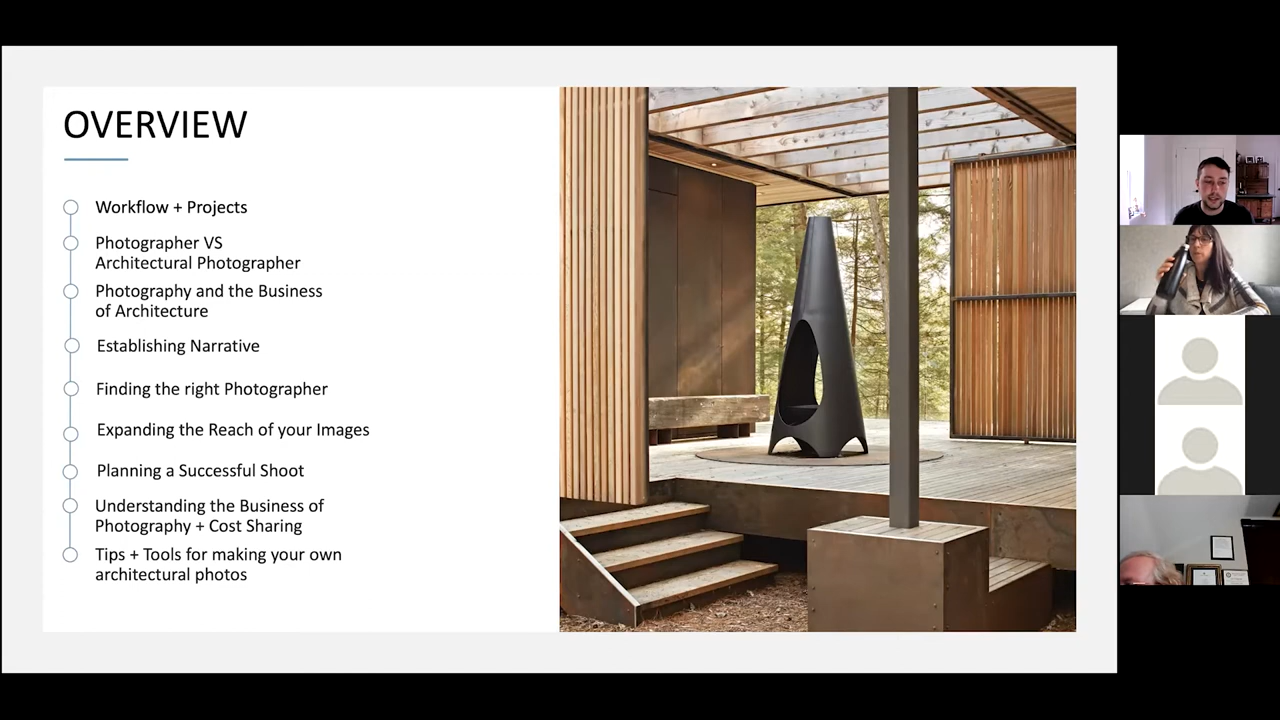 OVERVIEW
Workflow + Projects
Photographer VS
Architectural Photographer
Photography and the Business
of Architecture
Establishing Narrative
Finding the right Photographer
Expanding the Reach of your Images
Planning a Successful Shoot
Understanding the Business of
Photography + Cost Sharing
Tips + Tools for making your own
architectural photos